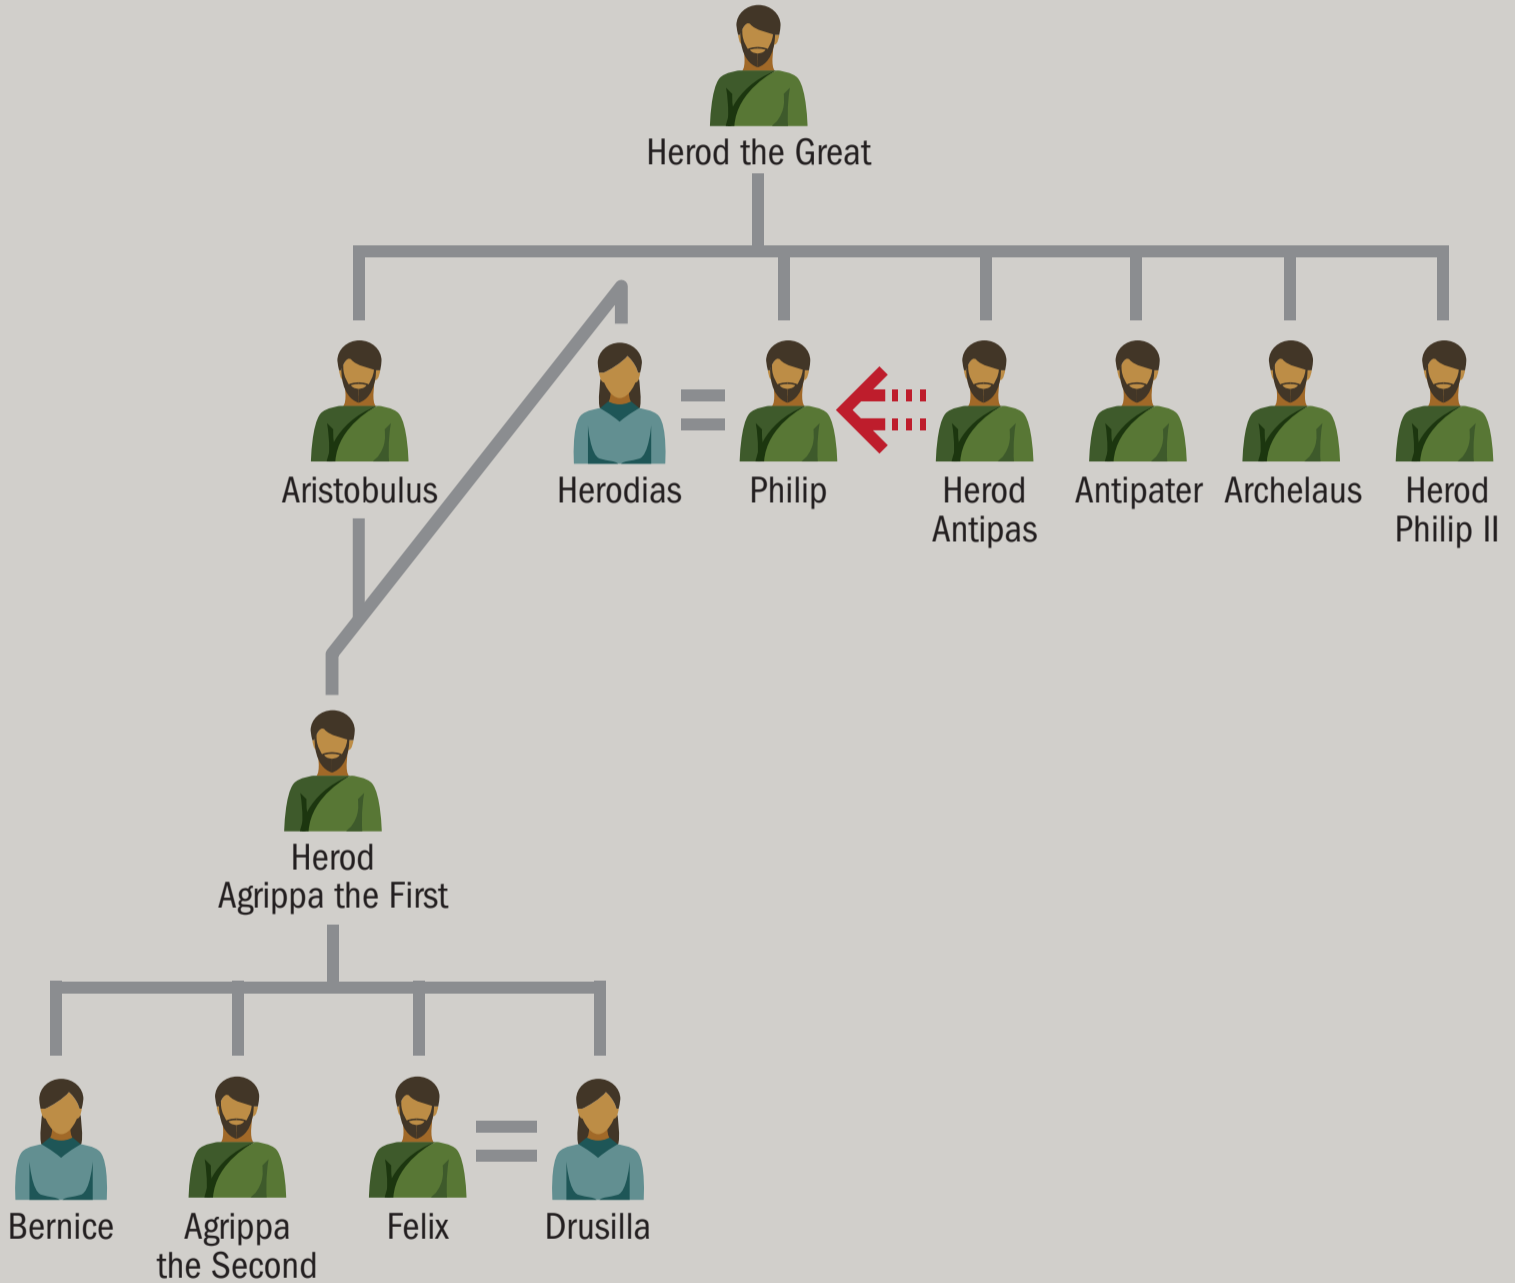 Herod the Great
Aristobulus
Herodias
Philip
Herod
Antipas
Antipater
Archelaus
Herod
Philip II
Herod
Agrippa the First
Bernice
Agrippa
the Second
Felix
Drusilla